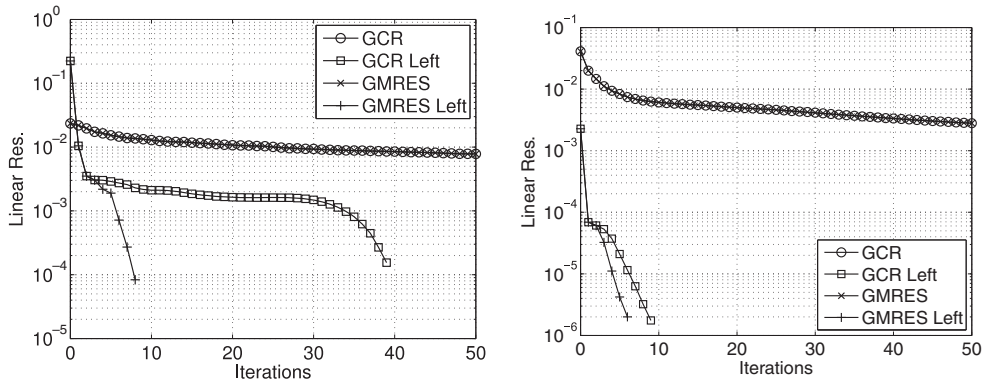 10^0
10^-1
10^-2
10^-3
10^-4
10^-5
Linear Res.
0 10 20 30 40 50
Iterations
GCR
GCR Left
GMRES
GMRES Left
10^-1
10^-2
10^-3
10^-4
10^-5
10^-6
Linear Res.
0 10 20 30 40 50
Iterations
GCR
GCR Left
GMRES
GMRES Left